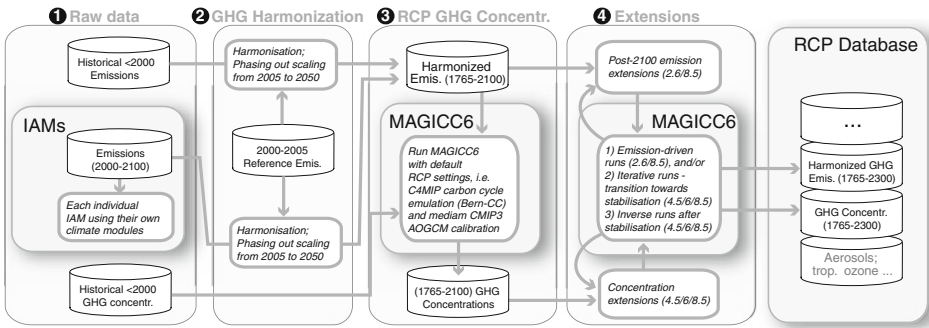 1 Raw data
2 GHG Harmonization
3 RCP GHG Concentr.
4 Extensions
Historical <2000
Emissions
IAMs
Emissions
(2000-2100)
Each individual
IAM using their own
climate modules
Historical <2000
GHG concentr.
Harmonisation;
Phasing out scaling
from 2005 to 2050
2000-2005
Reference Emis.
Harmonisation;
Phasing out scaling
from 2005 to 2050
Harmonized
Emis. (1765-2100)
MAGICC6
Run MAGICC6
with default
RCP settings, i.e.
C4MIP carbon cycle
emulation (Bern-CC)
and mediam CMIP3
AOGCM calibration
(1765-2100) GHG
Concentrations
Post-2100 emission
extensions (2.6/8.5)
MAGICC6
1) Emission-driven
runs (2.6/8.5), and/or
2) Iterative runs -
transition towards
stabilisation (4.5/6/8.5)
3) Inverse runs after
stabilisation (4.5/6/8.5)
Concentration
extensions (4.5/6/8.5)
RCP Database
...
Harmonized GHG
Emis. (1765-2300)
GHG Concentr.
(1765-2300)
Aerosols;
trop. ozone ...